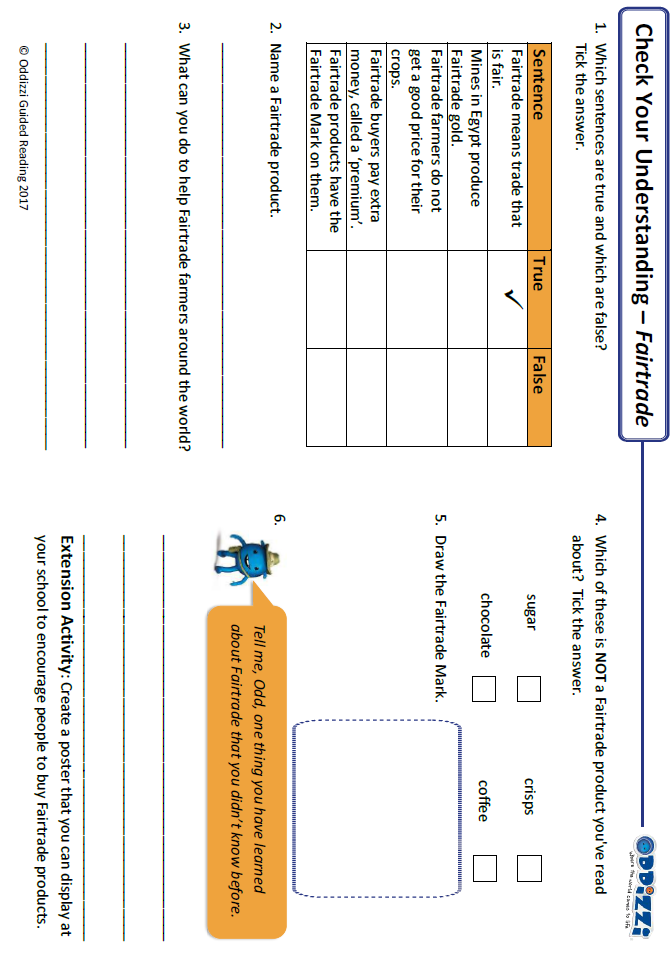 Check Your Understanding – Fairtrade
ODDIZZI
where the world comes to life
1. Which sentences are true and which are false?
Tick the answer.
Sentence True False
Fairtrade means trade that
is fair. ✓
Mines in Egypt produce
Fairtrade gold.
Fairtrade farmers do not
get a good price for their
crops.
Fairtrade buyers pay extra
money, called a ‘premium’.
Fairtrade products have the
Fairtrade Mark on them.
2. Name a Fairtrade product.
3. What can you do to help Fairtrade farmers around the world?
© Oddizzi Guided Reading 2017
4. Which of these is NOT a Fairtrade product you've read
about? Tick the answer.
sugar crisps
chocolate coffee
5. Draw the Fairtrade Mark.
6.
Tell me, Odd, one thing you have learned
about Fairtrade that you didn’t know before.
Extension Activity: Create a poster that you can display at
your school to encourage people to buy Fairtrade products.